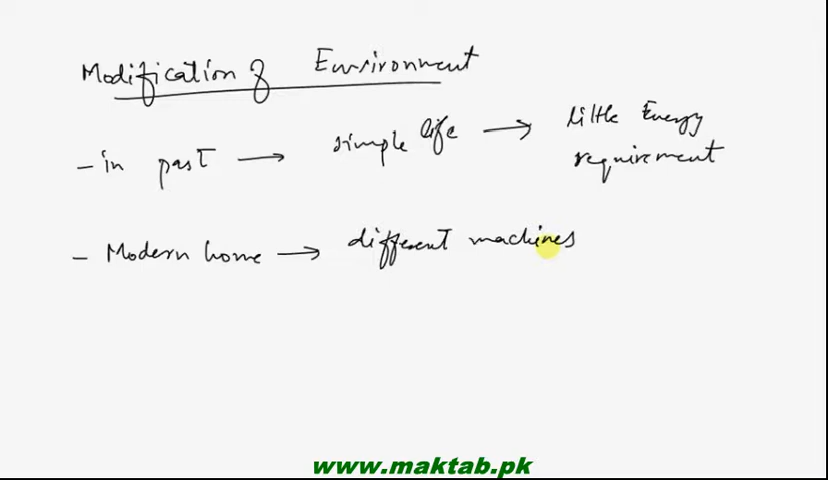 Modification of Environment
- in past → simple life → little Energy requirement
- Modern home → different machines
www.maktab.pk